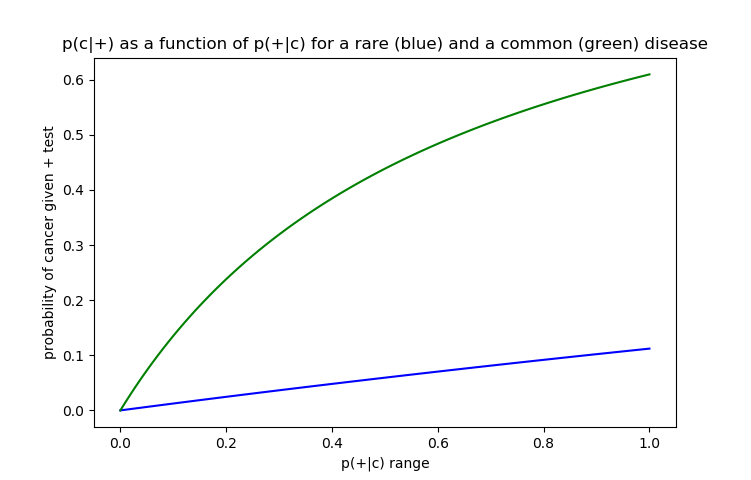 p(c|+) as a function of p(+|c) for a rare (blue) and a common (green) disease
probability of cancer given + test
0.6
0.5
0.4
0.3
0.2
0.1
0.0
0.0 0.2 0.4 0.6 0.8 1.0
p(+|c) range